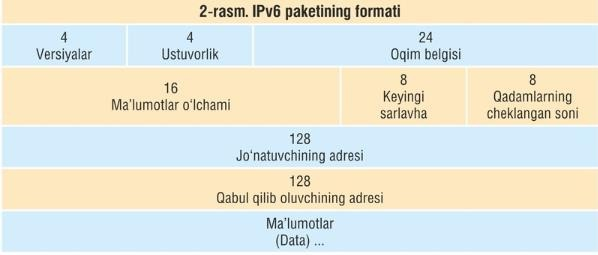 2-rasm. IPv6 paketining formati
4
Versiyalar
4
Ustuvorlik
24
Oqim belgisi
16
Ma’lumotlar o‘lchami
8
Keyingi
sarlavha
8
Qadamlarning
cheklangan soni
128
Jo‘natuvchining adresi
128
Qabul qilib oluvchining adresi
Ma’lumotlar
(Data) ...